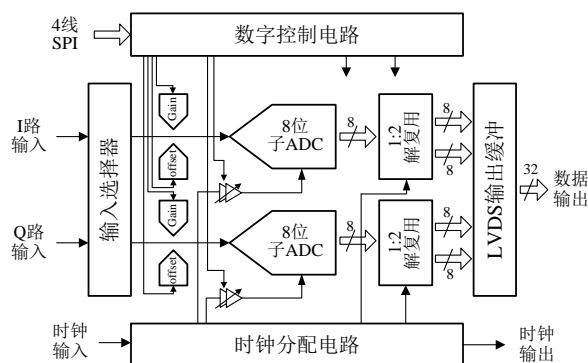 4线
SPI
数字控制电路
I路
输入
输入选择器
Gain
offset
Gain
offset
8位
子ADC
8
1:2
解复用
8
8
Q路
输入
8位
子ADC
8
1:2
解复用
8
8
LVDS输出缓冲
32
数据
输出
时钟
输入
时钟分配电路
时钟
输出